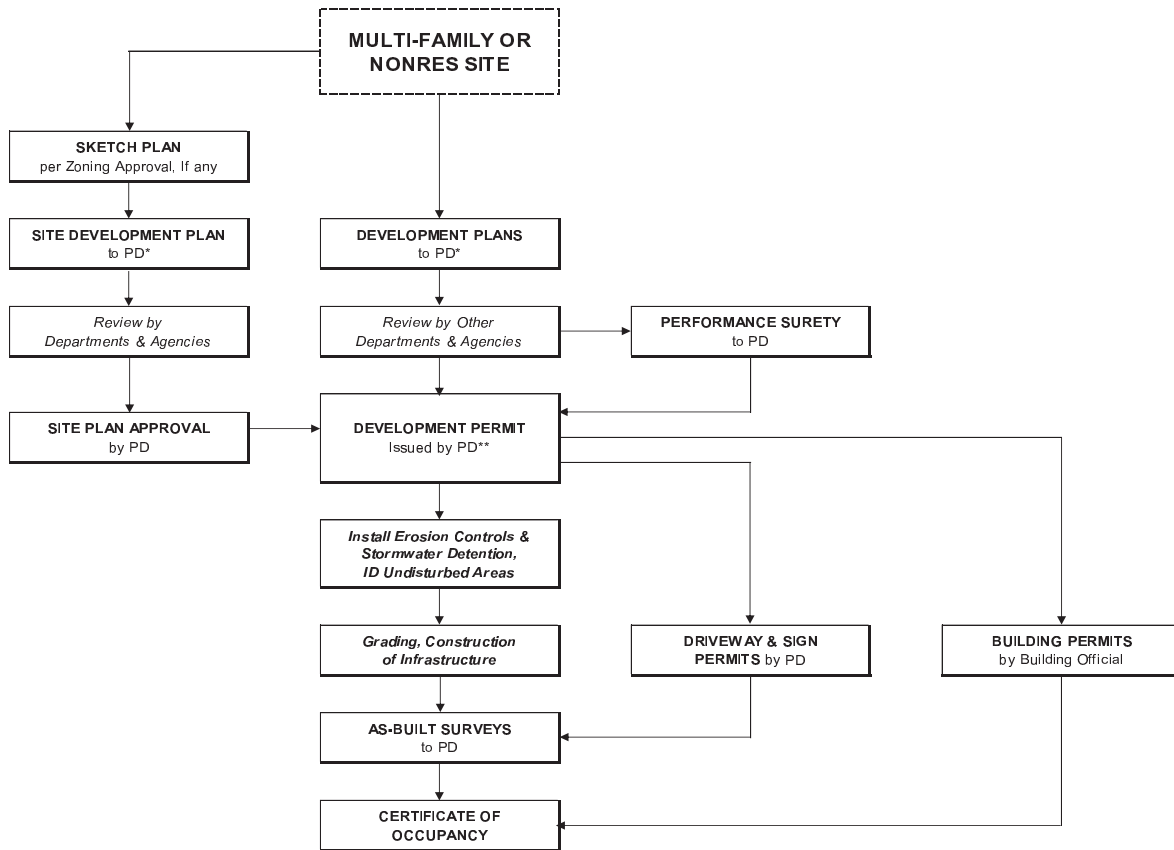 MULTI-FAMILY OR
NONRES SITE
SKETCH PLAN
per Zoning Approval, If any
SITE DEVELOPMENT PLAN
to PD*
DEVELOPMENT PLANS
to PD*
Review by
Departments & Agencies
Review by Other
Departments & Agencies
PERFORMANCE SURETY
to PD
SITE PLAN APPROVAL
by PD
DEVELOPMENT PERMIT
Issued by PD**
Install Erosion Controls &
Stormwater Detention,
ID Undisturbed Areas
Grading, Construction
of Infrastructure
DRIVEWAY & SIGN
PERMITS by PD
BUILDING PERMITS
by Building Official
AS-BUILT SURVEYS
to PD
CERTIFICATE OF
OCCUPANCY